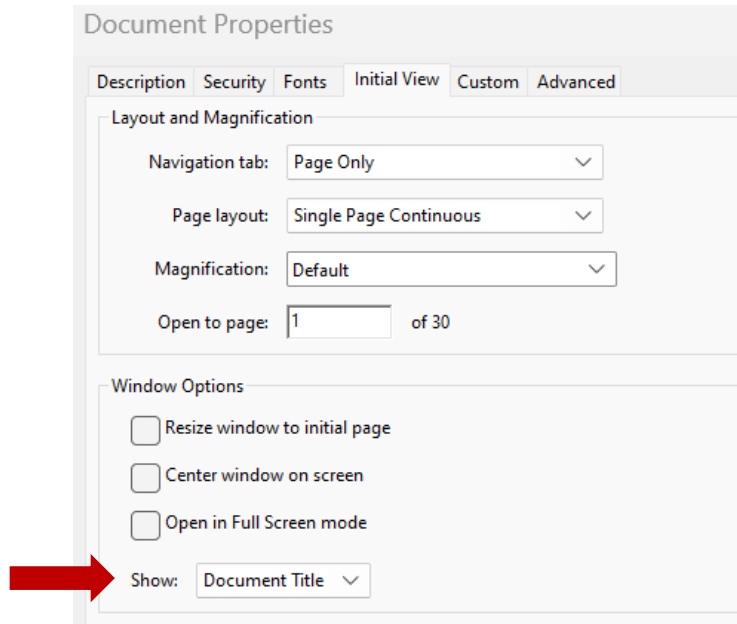 Document Properties
Description Security Fonts Initial View Custom Advanced
Layout and Magnification
Navigation tab: Page Only
Page layout: Single Page Continuous
Magnification: Default
Open to page: 1 of 30
Window Options
Resize window to initial page
Center window on screen
Open in Full Screen mode
Show: Document Title